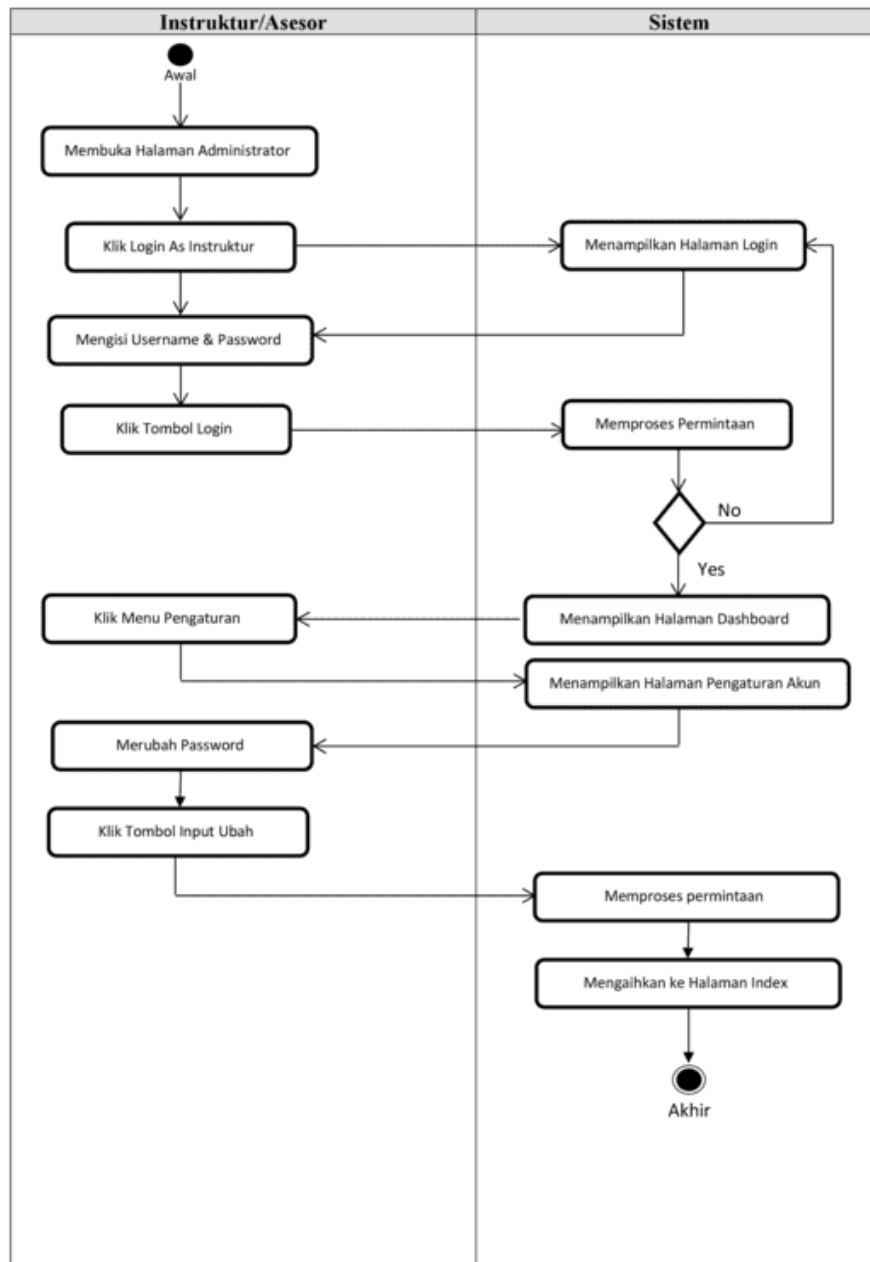 Instruktur/Asesor
Sistem
Awal
Membuka Halaman Administrator
Klik Login As Instruktur
Menampilkan Halaman Login
Mengisi Username & Password
Klik Tombol Login
Memproses Permintaan
No
Yes
Klik Menu Pengaturan
Menampilkan Halaman Dashboard
Menampilkan Halaman Pengaturan Akun
Merubah Password
Klik Tombol Input Ubah
Memproses permintaan
Mengaihkan ke Halaman Index
Akhir